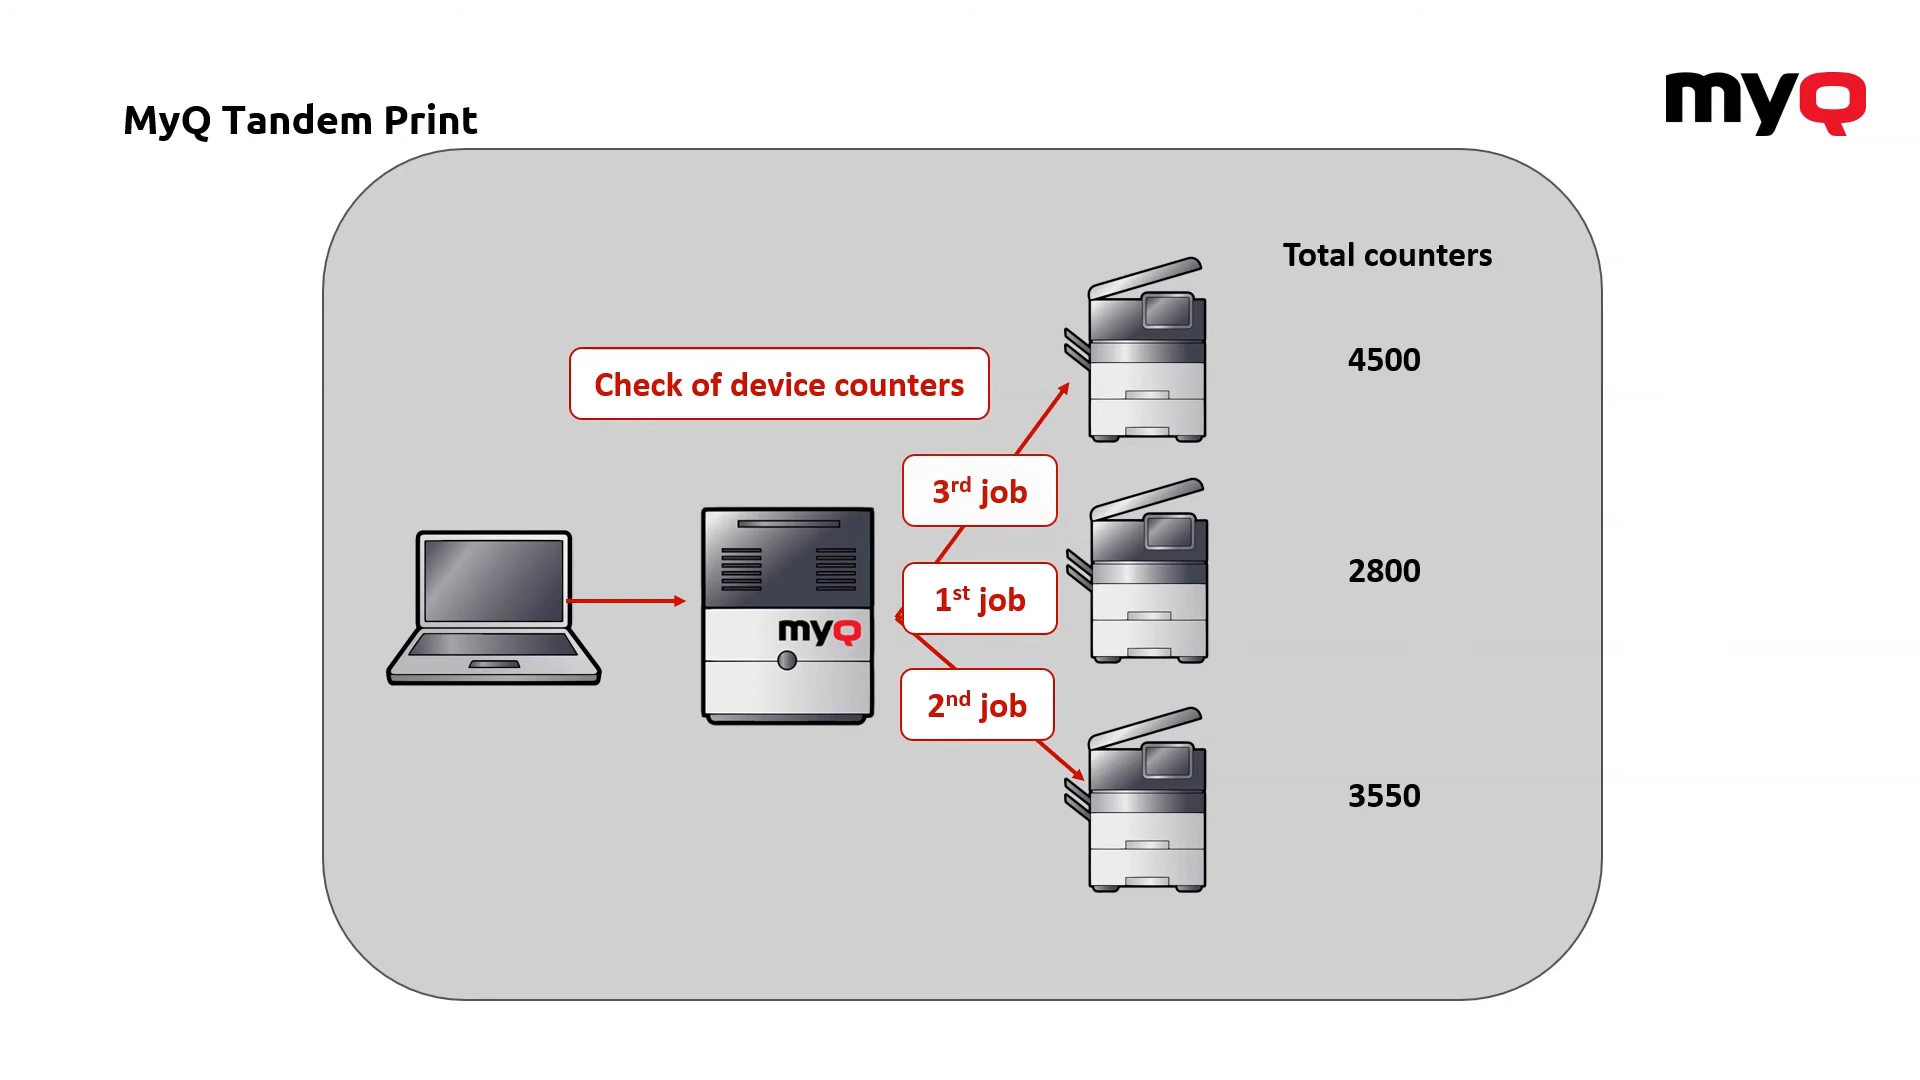 myQ
MyQ Tandem Print
Total counters
4500
Check of device counters
3rd job
2800
1st job
myQ
2nd job
3550